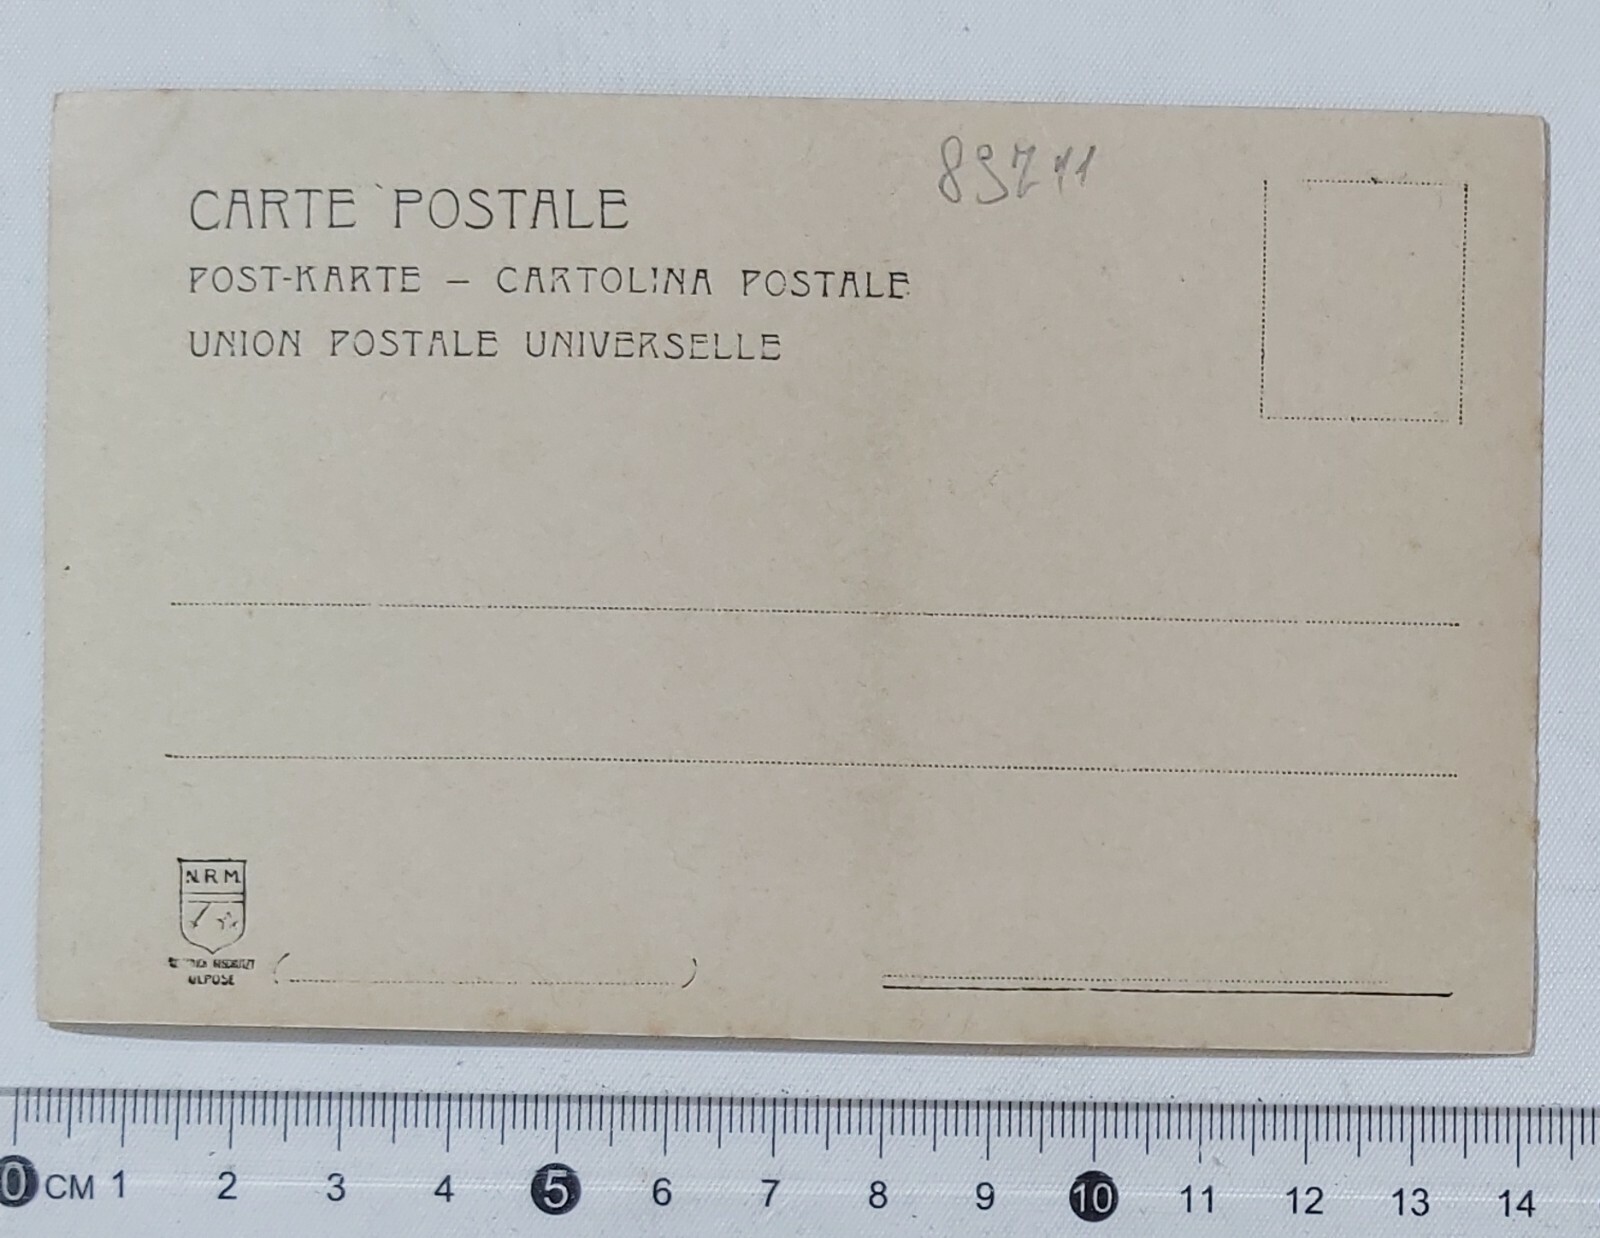 83711
CARTE POSTALE
POST-KARTE – CARTOLINA POSTALE
UNION POSTALE UNIVERSELLE
N R M
0 CM 1 2 3 4 5 6 7 8 9 10 11 12 13 14